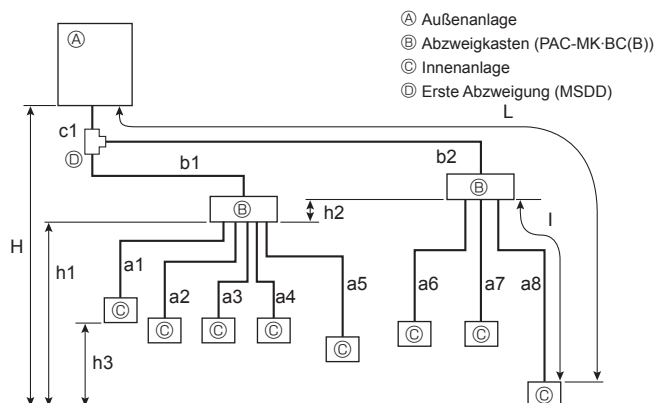 Ⓐ Außenanlage
Ⓑ Abzweigkasten (PAC-MK·BC(B))
Ⓒ Innenanlage
Ⓓ Erste Abzweigung (MSDD)
Ⓐ
L
c1
Ⓓ
b1
b2
Ⓑ
Ⓑ
h2
l
H
h1
a1
a2
a3
a4
a5
a6
a7
a8
Ⓒ
Ⓒ
Ⓒ
Ⓒ
Ⓒ
Ⓒ
Ⓒ
Ⓒ
h3